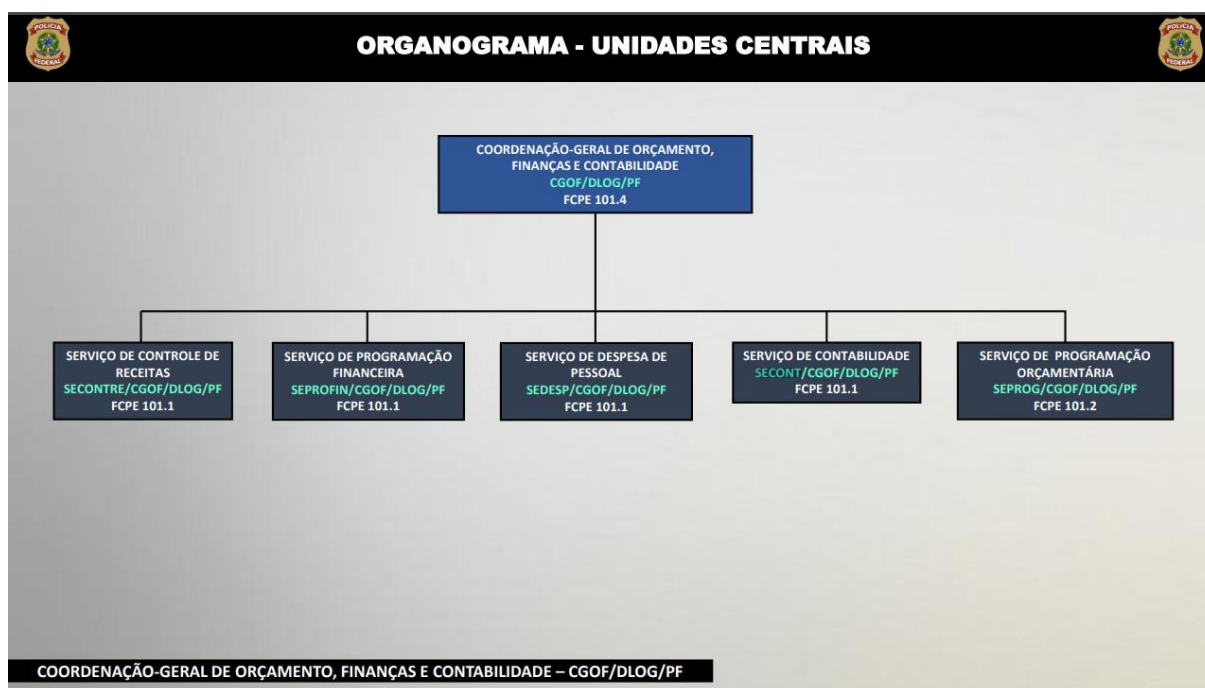 POLICIA
FEDERAL
ORGANOGRAMA - UNIDADES CENTRAIS
POLICIA
FEDERAL
COORDENAÇÃO-GERAL DE ORÇAMENTO,
FINANÇAS E CONTABILIDADE
CGOF/DLOG/PF
FCPE 101.4
SERVIÇO DE CONTROLE DE
RECEITAS
SECONTRE/CGOF/DLOG/PF
FCPE 101.1
SERVIÇO DE PROGRAMAÇÃO
FINANCEIRA
SEPROFIN/CGOF/DLOG/PF
FCPE 101.1
SERVIÇO DE DESPESA DE
PESSOAL
SEDESP/CGOF/DLOG/PF
FCPE 101.1
SERVIÇO DE CONTABILIDADE
SECONT/CGOF/DLOG/PF
FCPE 101.1
SERVIÇO DE PROGRAMAÇÃO
ORÇAMENTÁRIA
SEPROG/CGOF/DLOG/PF
FCPE 101.2
COORDENAÇÃO-GERAL DE ORÇAMENTO, FINANÇAS E CONTABILIDADE – CGOF/DLOG/PF